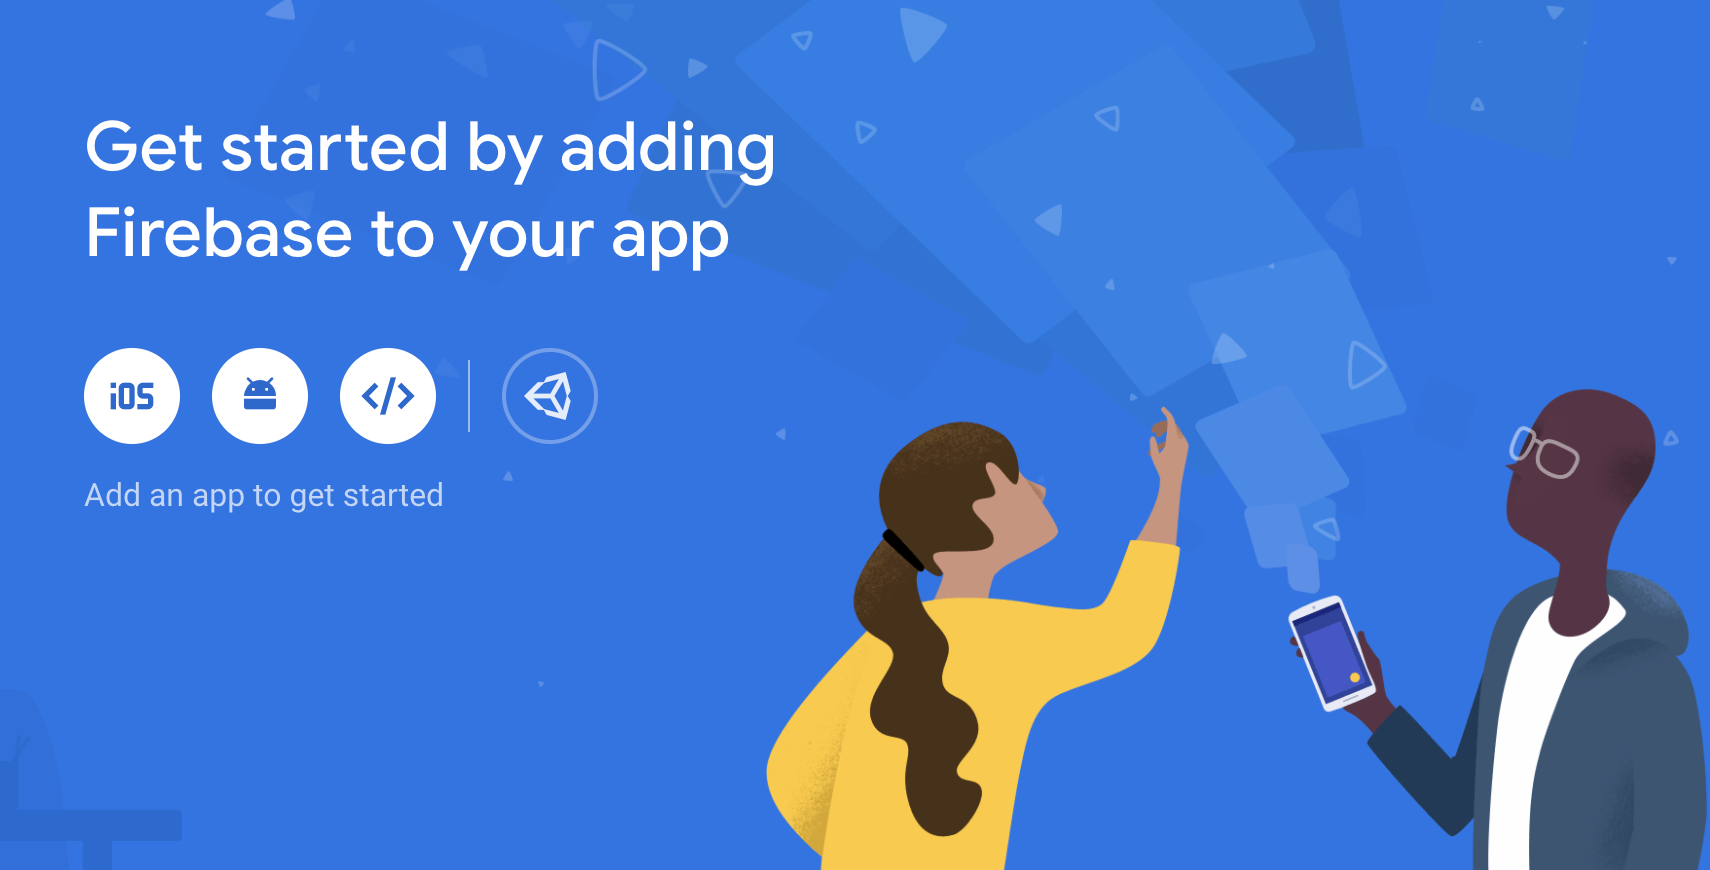 Get started by adding
Firebase to your app
iOS
</>
Add an app to get started